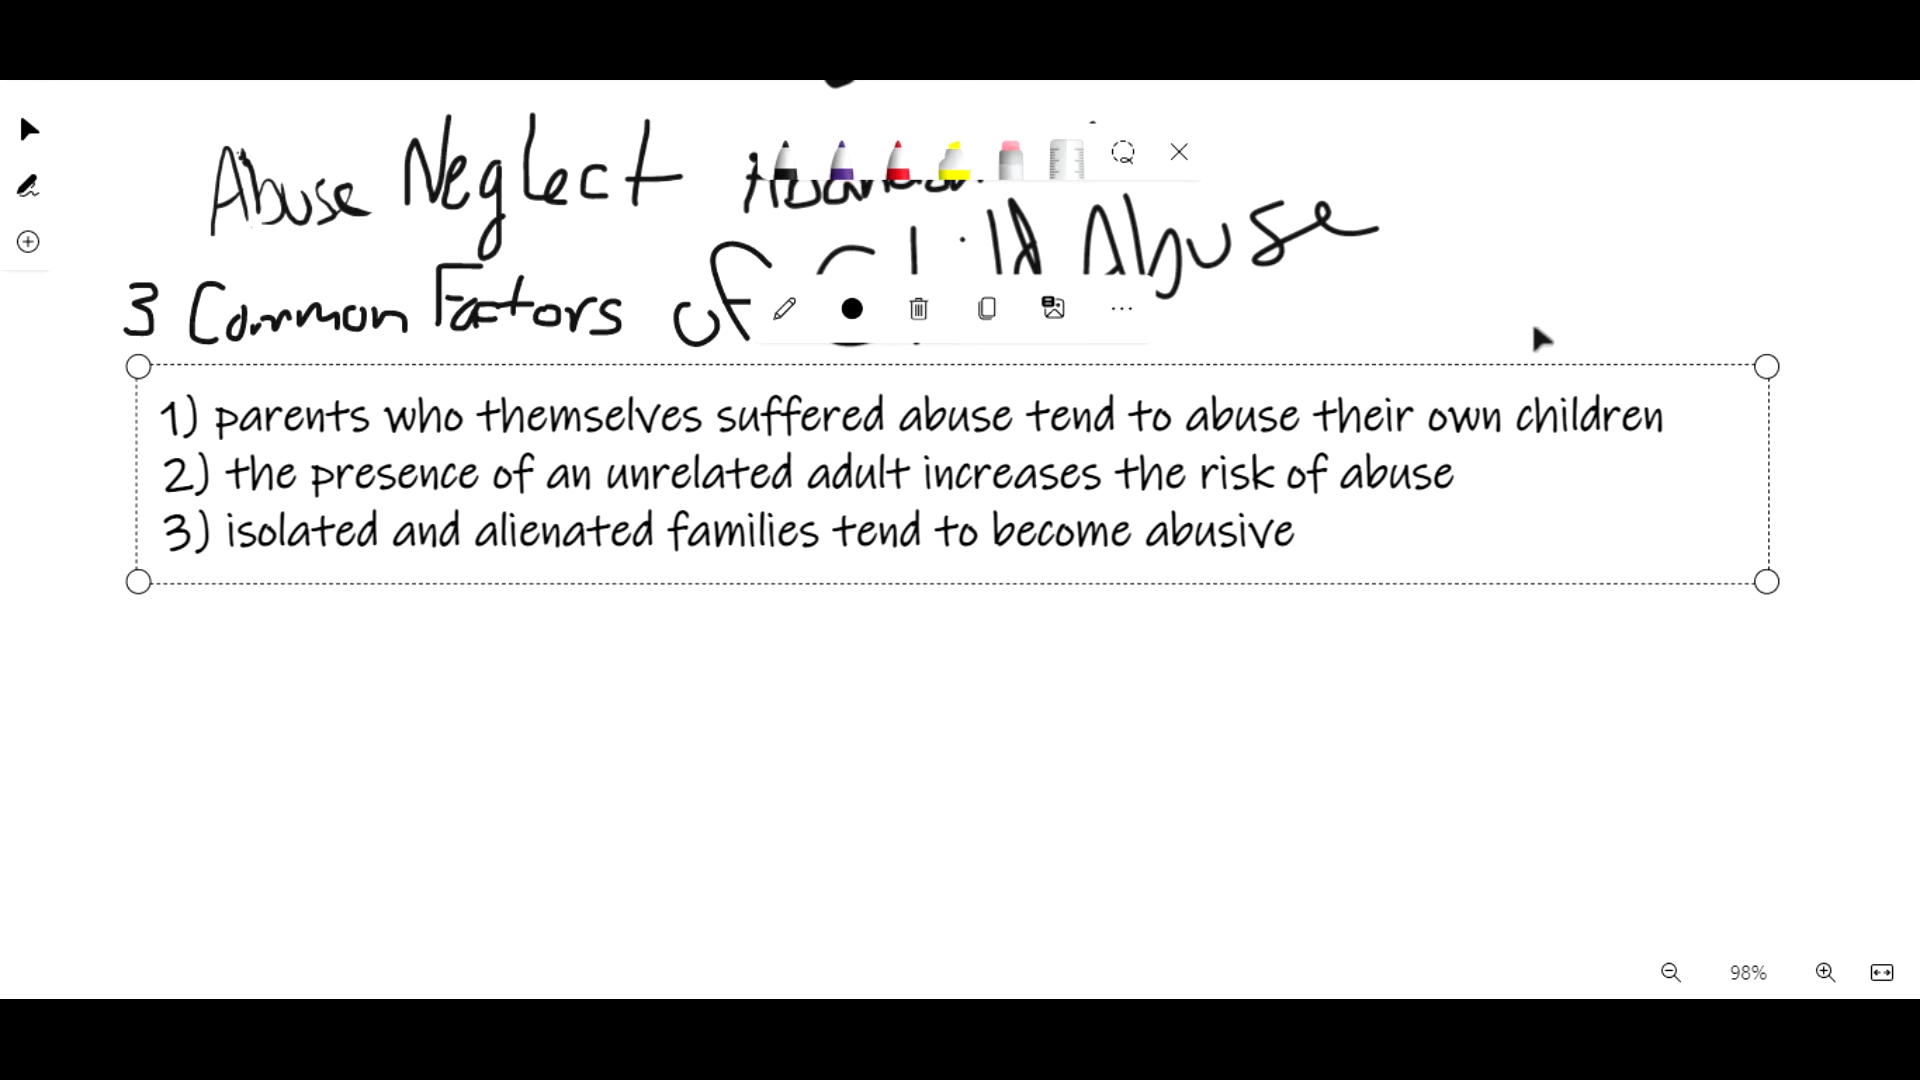 Abuse Neglect
3 Common Factors of Child Abuse
1) parents who themselves suffered abuse tend to abuse their own children
2) the presence of an unrelated adult increases the risk of abuse
3) isolated and alienated families tend to become abusive
98%